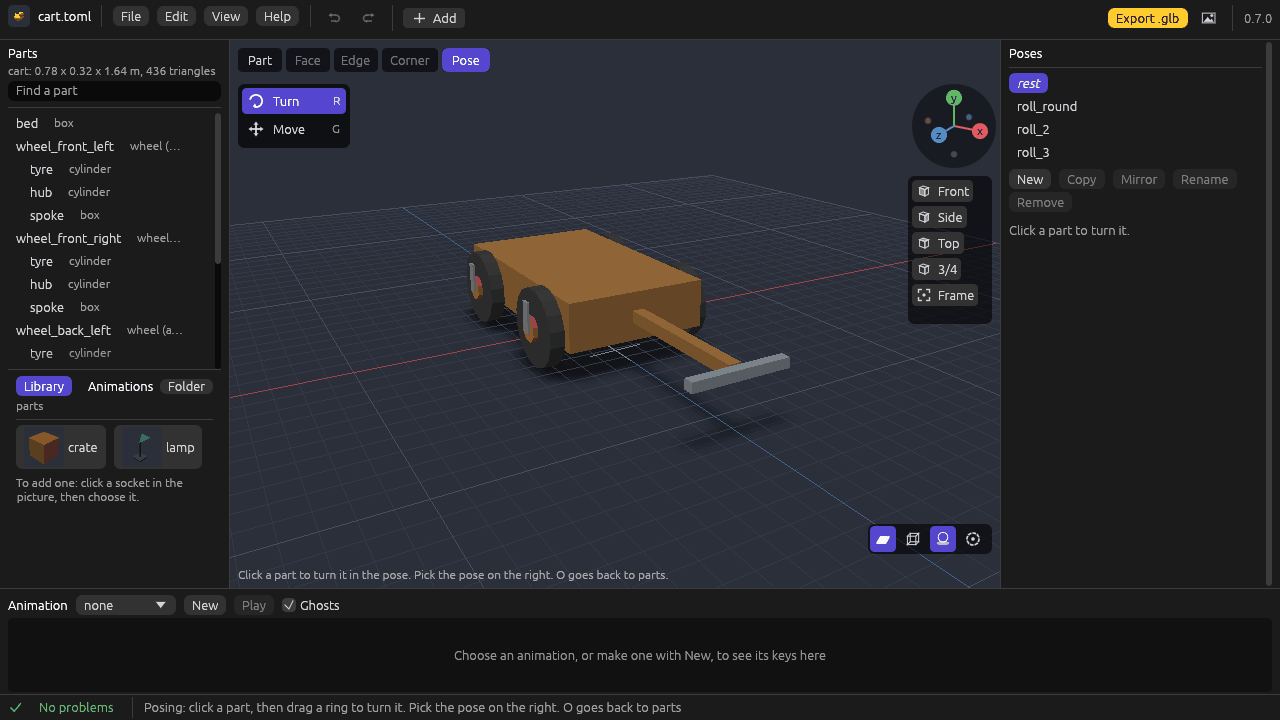 cart.toml File Edit View Help Add Export .glb 0.7.0
Parts
cart: 0.78 x 0.32 x 1.64 m, 436 triangles
Find a part
bed box
wheel_front_left wheel (...
tyre cylinder
hub cylinder
spoke box
wheel_front_right wheel...
tyre cylinder
hub cylinder
spoke box
wheel_back_left wheel (a...
tyre cylinder
Library Animations Folder
parts
crate lamp
To add one: click a socket in the
picture, then choose it.
Part Face Edge Corner Pose
Turn R
Move G
y
x
z
Front
Side
Top
3/4
Frame
Click a part to turn it in the pose. Pick the pose on the right. O goes back to parts.
Poses
rest
roll_round
roll_2
roll_3
New Copy Mirror Rename
Remove
Click a part to turn it.
Animation none New Play Ghosts
Choose an animation, or make one with New, to see its keys here
No problems Posing: click a part, then drag a ring to turn it. Pick the pose on the right. O goes back to parts